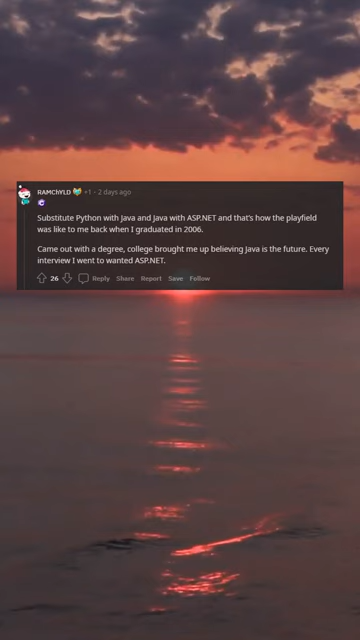 RAMChYLD +1 · 2 days ago
Substitute Python with Java and Java with ASP.NET and that's how the playfield
was like to me back when I graduated in 2006.
Came out with a degree, college brought me up believing Java is the future. Every
interview I went to wanted ASP.NET.
26 Reply Share Report Save Follow